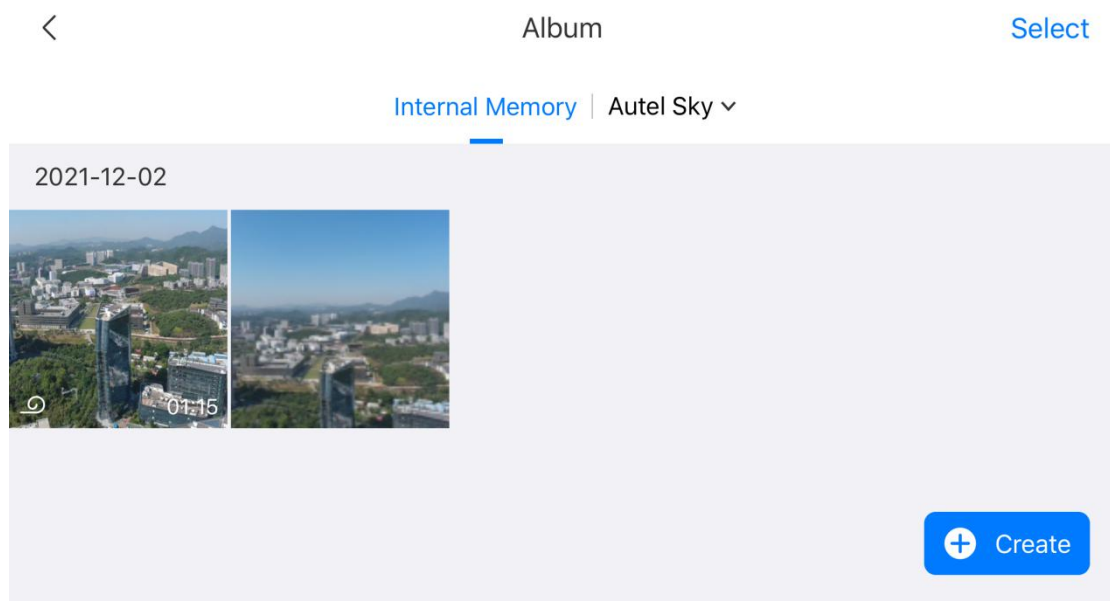 Album
Select
Internal Memory
Autel Sky
2021-12-02
01:15
Create